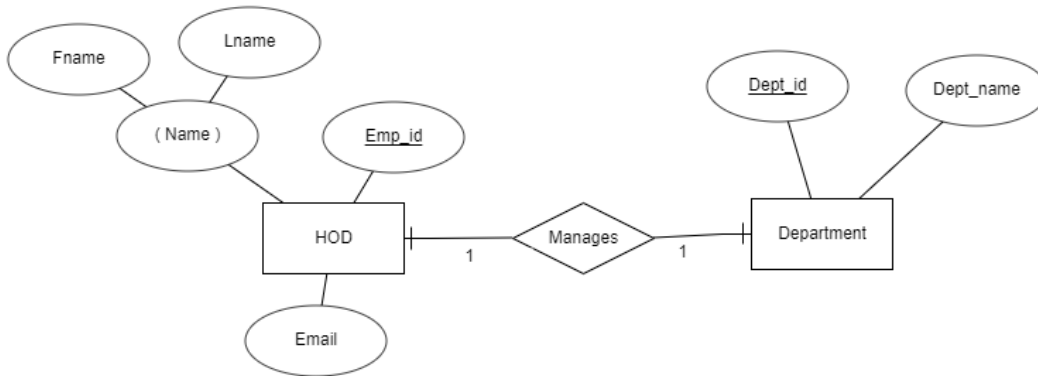 Lname
Fname
Dept_id
Dept_name
( Name )
Emp_id
HOD
Manages
Department
1
1
Email